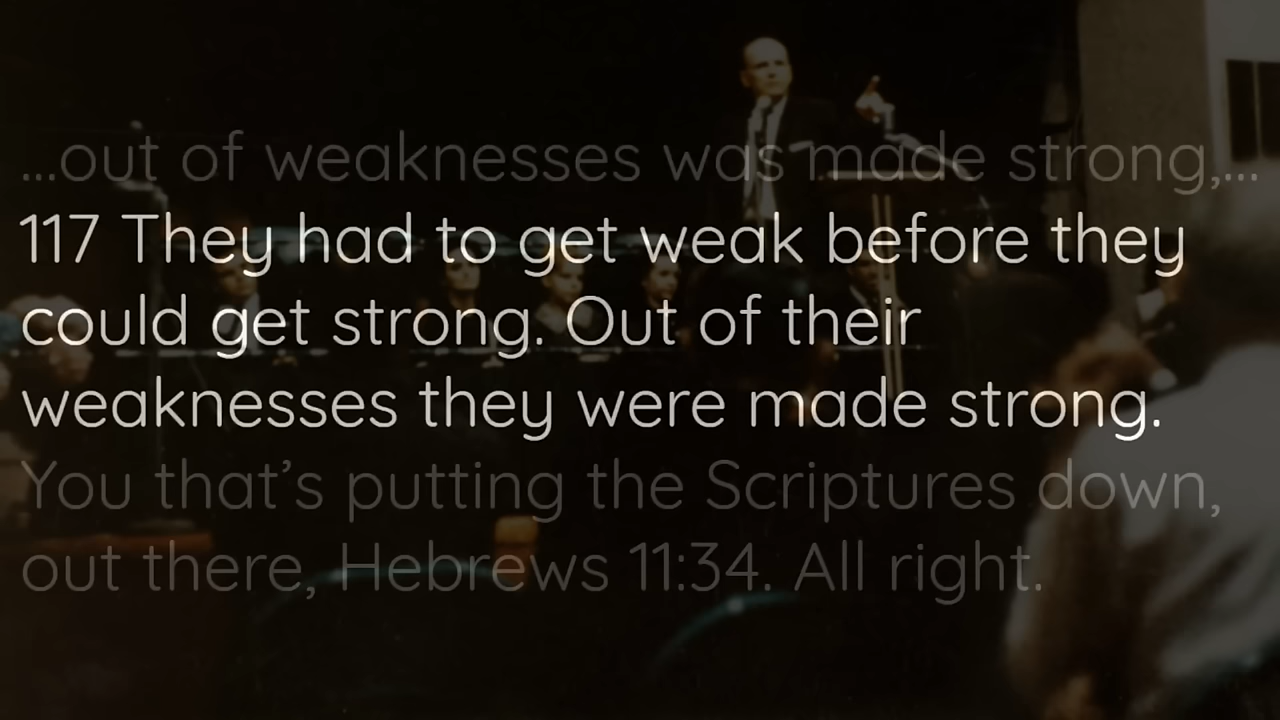 ...out of weaknesses was made strong,...
117 They had to get weak before they
could get strong. Out of their
weaknesses they were made strong.
You that’s putting the Scriptures down,
out there, Hebrews 11:34. All right.